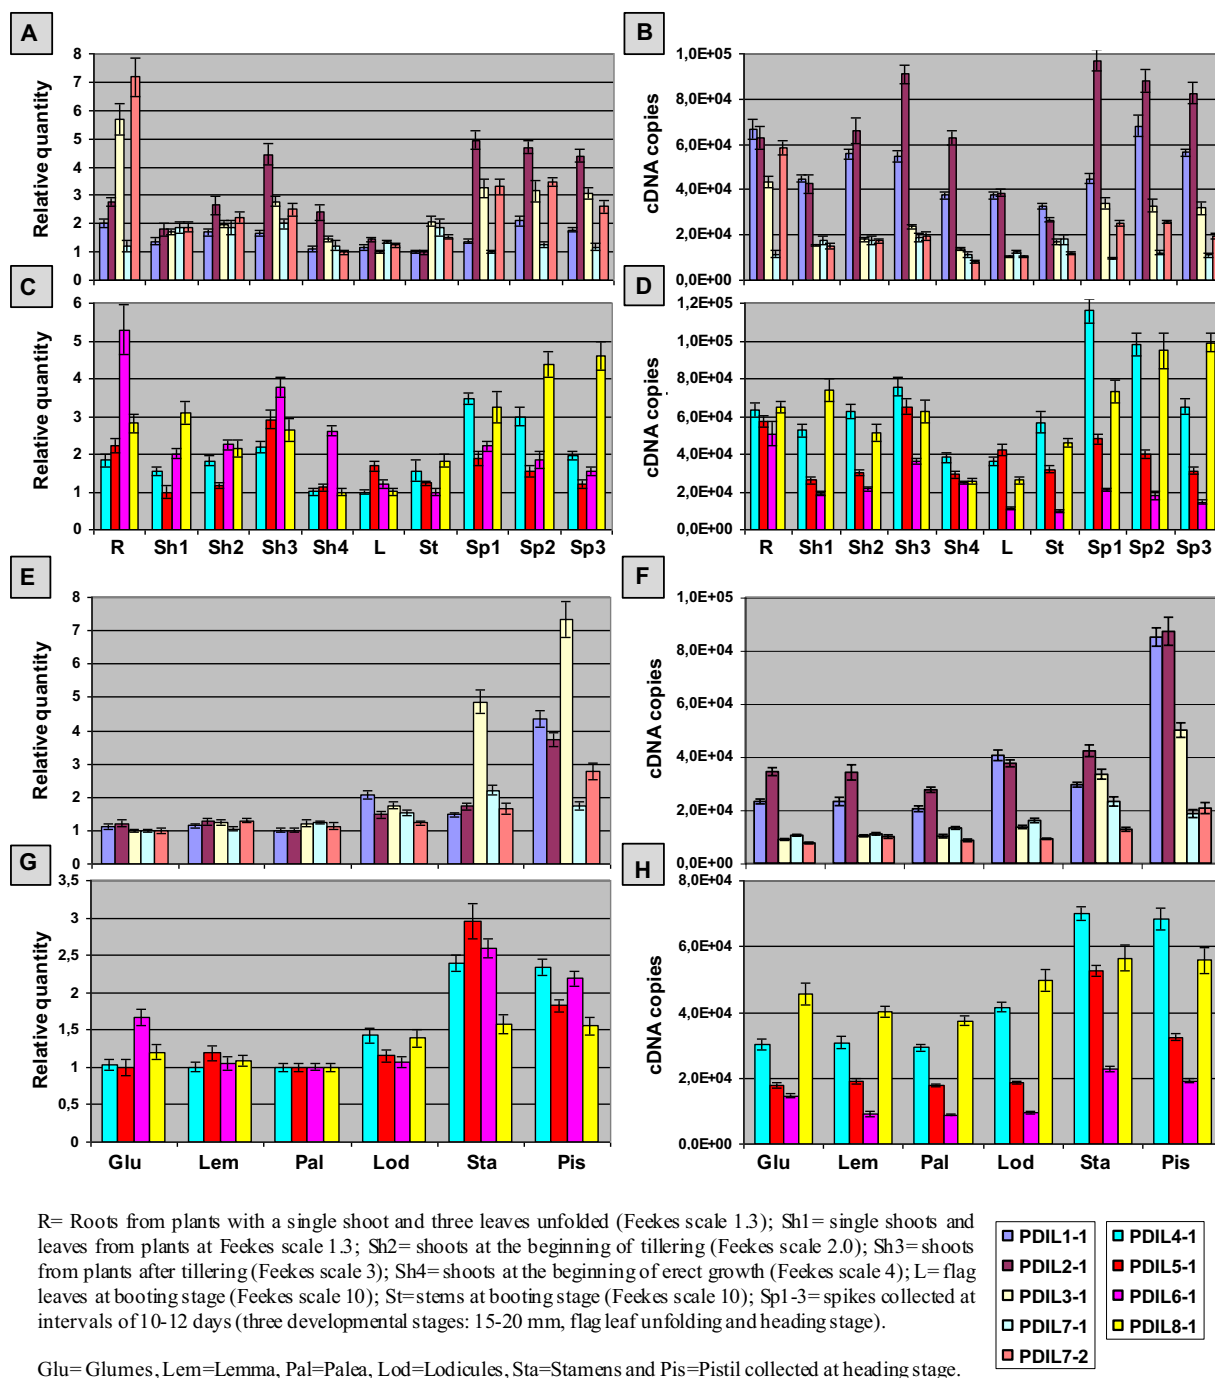 A
B
8
7
6
5
4
3
2
1
0
Relative quantity
1,0E+05
8,0E+04
6,0E+04
4,0E+04
2,0E+04
0,0E+00
cDNA copies
C
D
6
5
4
3
2
1
0
Relative quantity
R Sh1 Sh2 Sh3 Sh4 L St Sp1 Sp2 Sp3
1,2E+05
1,0E+05
8,0E+04
6,0E+04
4,0E+04
2,0E+04
0,0E+00
cDNA copies
R Sh1 Sh2 Sh3 Sh4 L St Sp1 Sp2 Sp3
E
F
8
7
6
5
4
3
2
1
0
Relative quantity
1,0E+05
8,0E+04
6,0E+04
4,0E+04
2,0E+04
0,0E+00
cDNA copies
G
H
3,5
3
2,5
2
1,5
1
0,5
0
Relative quantity
Glu Lem Pal Lod Sta Pis
8,0E+04
6,0E+04
4,0E+04
2,0E+04
0,0E+00
cDNA copies
Glu Lem Pal Lod Sta Pis
R= Roots from plants with a single shoot and three leaves unfolded (Feekes scale 1.3); Sh1= single shoots and
leaves from plants at Feekes scale 1.3; Sh2= shoots at the beginning of tillering (Feekes scale 2.0); Sh3= shoots
from plants after tillering (Feekes scale 3); Sh4= shoots at the beginning of erect growth (Feekes scale 4); L= flag
leaves at booting stage (Feekes scale 10); St=stems at booting stage (Feekes scale 10); Sp1-3= spikes collected at
intervals of 10-12 days (three developmental stages: 15-20 mm, flag leaf unfolding and heading stage).
Glu= Glumes, Lem=Lemma, Pal=Palea, Lod=Lodicules, Sta=Stamens and Pis=Pistil collected at heading stage.
PDIL1-1
PDIL2-1
PDIL3-1
PDIL7-1
PDIL7-2
PDIL4-1
PDIL5-1
PDIL6-1
PDIL8-1